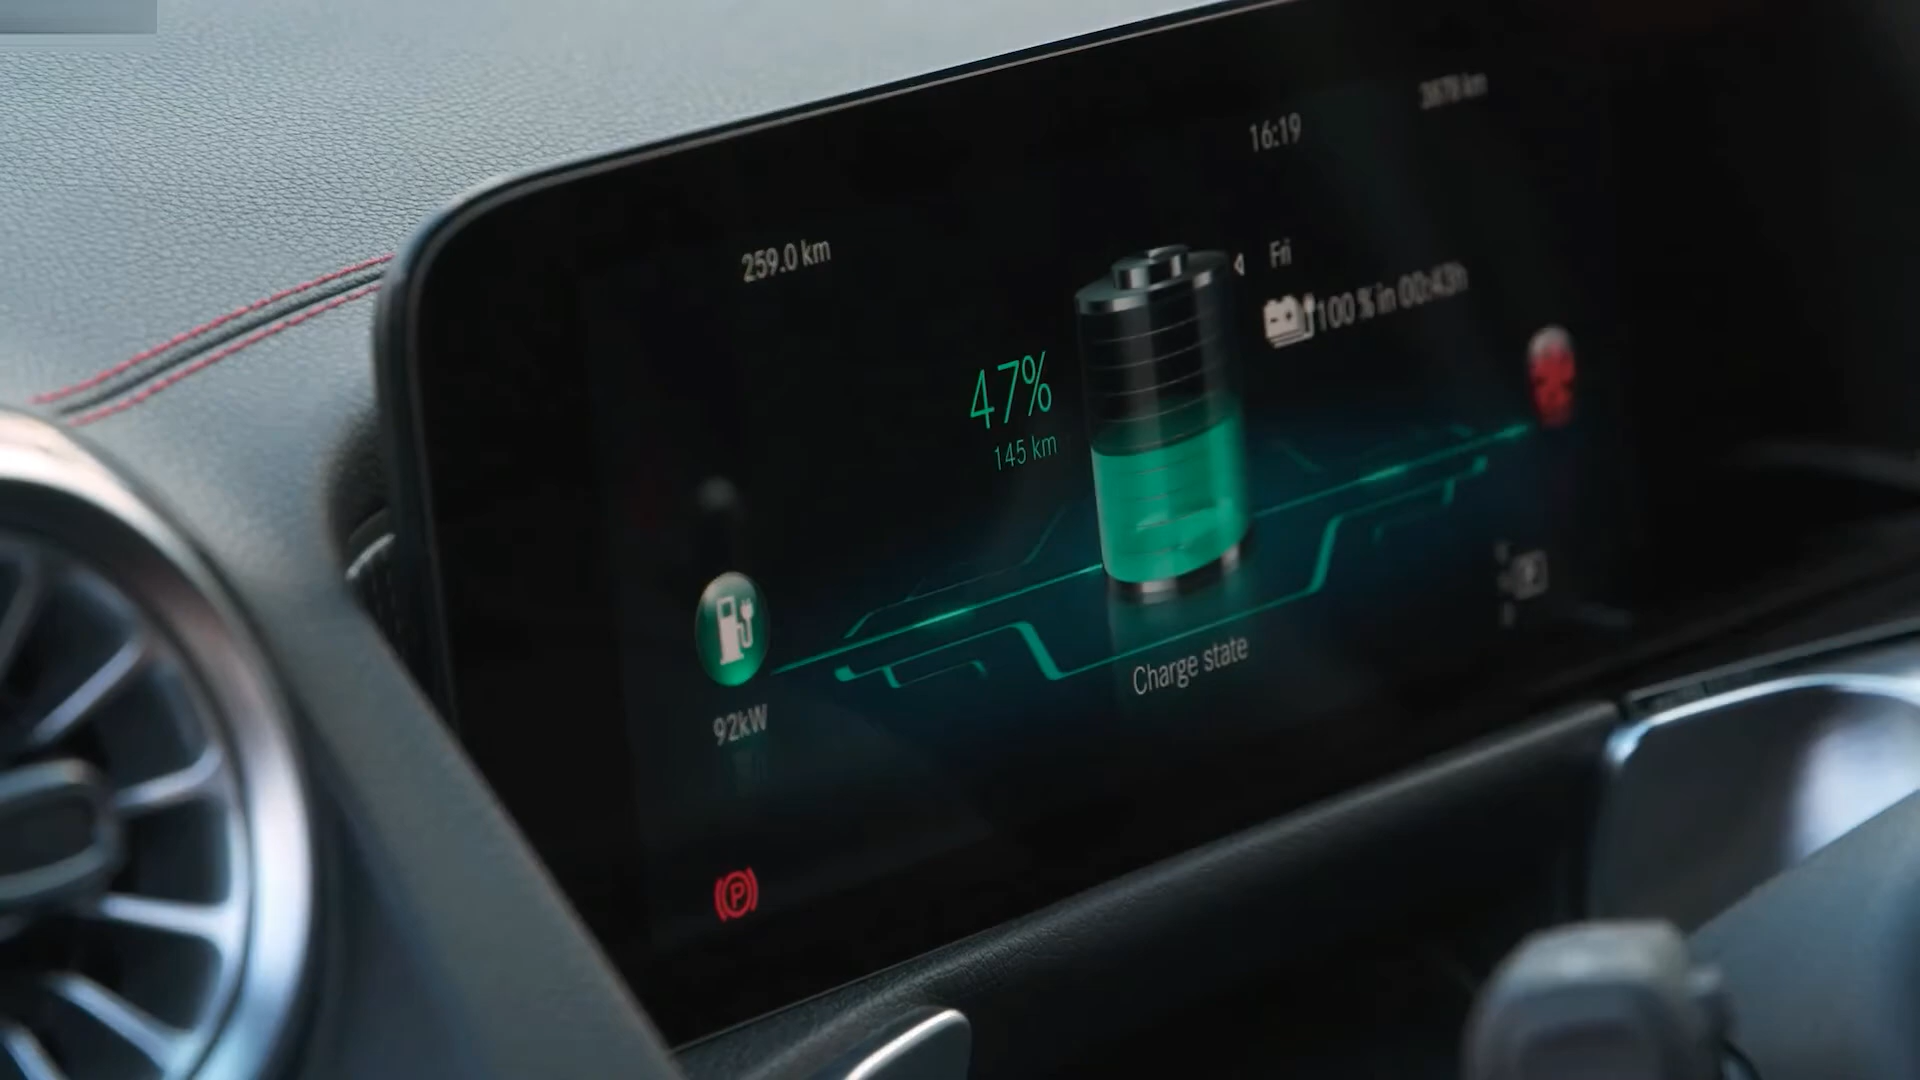 16:19
259.0 km
Fri
100 % in 00:43h
47%
145 km
Charge state
92kW
P